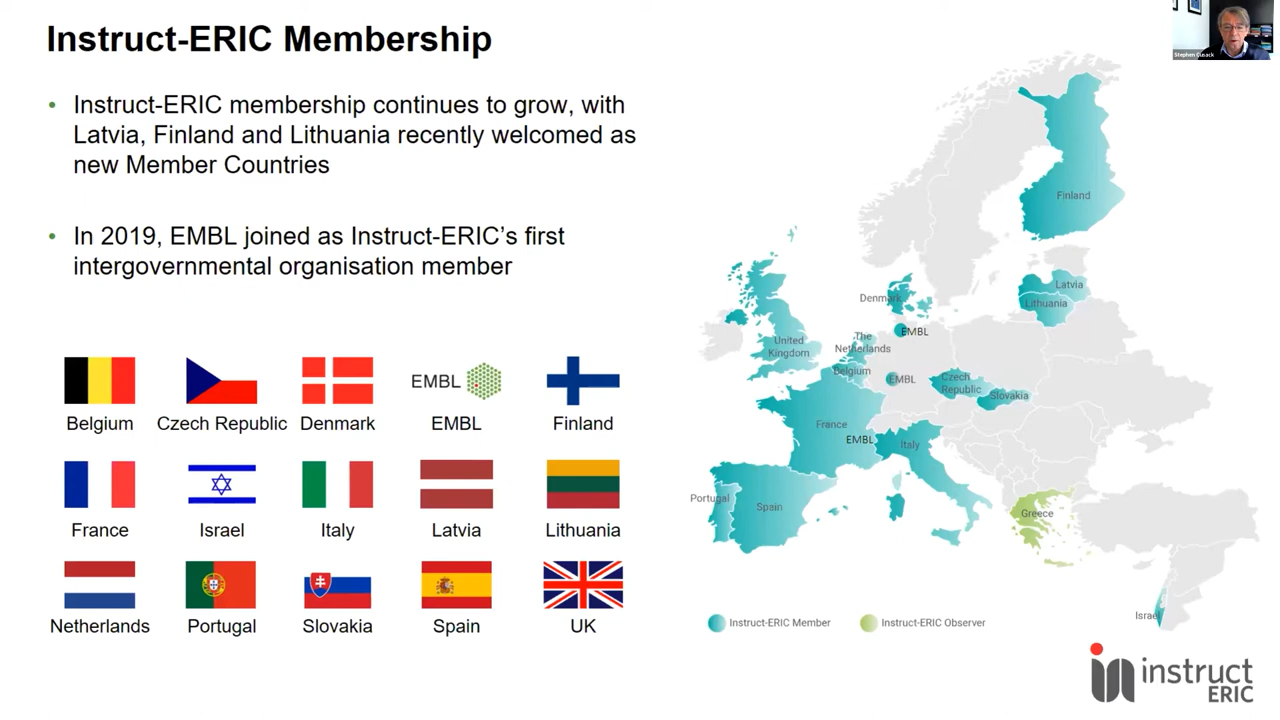 Instruct-ERIC Membership
Stephen Cusack
• Instruct-ERIC membership continues to grow, with
Latvia, Finland and Lithuania recently welcomed as
new Member Countries
• In 2019, EMBL joined as Instruct-ERIC’s first
intergovernmental organisation member
EMBL
Belgium
Czech Republic
Denmark
EMBL
Finland
France
Israel
Italy
Latvia
Lithuania
Netherlands
Portugal
Slovakia
Spain
UK
Finland
Latvia
Lithuania
Denmark
EMBL
United
Kingdom
The
Netherlands
Belgium
EMBL
Czech
Republic
Slovakia
France
EMBL
Italy
Portugal
Spain
Greece
Israel
Instruct-ERIC Member
Instruct-ERIC Observer
instruct
ERIC